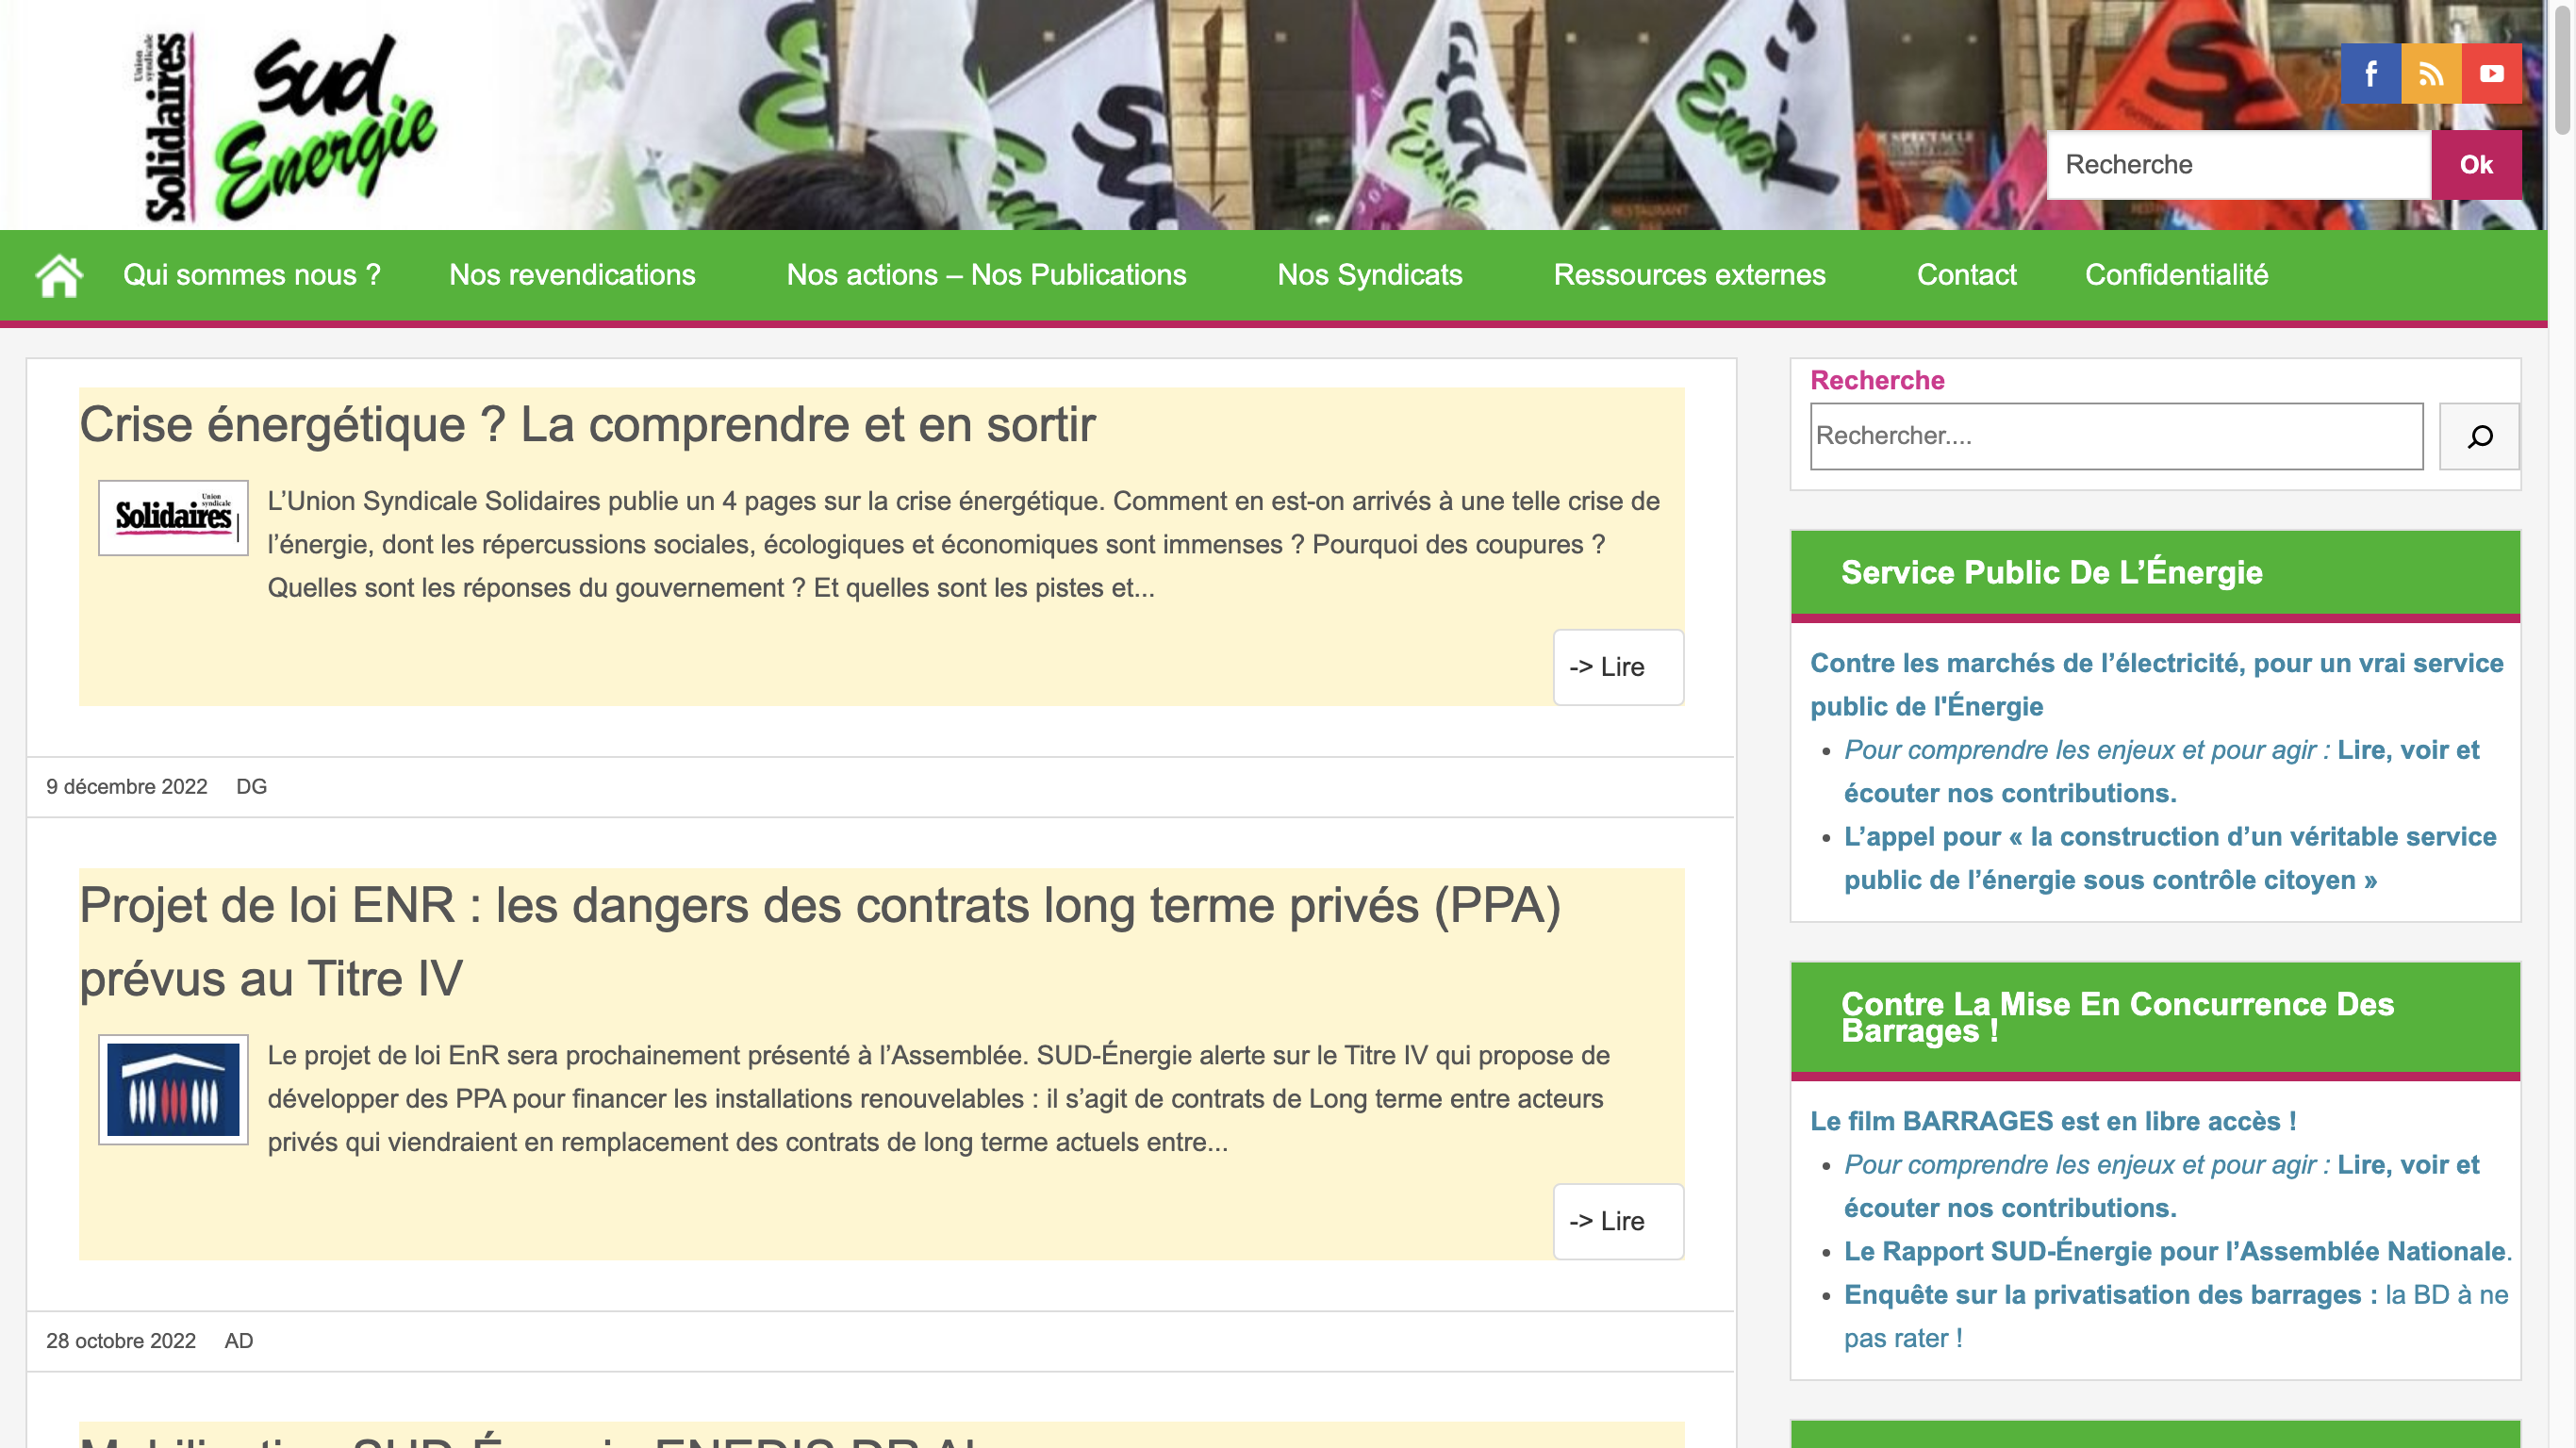 Union
syndicale
Solidaires
Sud
Energie
Recherche
Ok
Qui sommes nous ?
Nos revendications
Nos actions – Nos Publications
Nos Syndicats
Ressources externes
Contact
Confidentialité
Crise énergétique ? La comprendre et en sortir
Union
syndicale
Solidaires
L’Union Syndicale Solidaires publie un 4 pages sur la crise énergétique. Comment en est-on arrivés à une telle crise de
l’énergie, dont les répercussions sociales, écologiques et économiques sont immenses ? Pourquoi des coupures ?
Quelles sont les réponses du gouvernement ? Et quelles sont les pistes et...
-> Lire
9 décembre 2022 DG
Projet de loi ENR : les dangers des contrats long terme privés (PPA)
prévus au Titre IV
Le projet de loi EnR sera prochainement présenté à l’Assemblée. SUD-Énergie alerte sur le Titre IV qui propose de
développer des PPA pour financer les installations renouvelables : il s’agit de contrats de Long terme entre acteurs
privés qui viendraient en remplacement des contrats de long terme actuels entre...
-> Lire
28 octobre 2022 AD
Recherche
Rechercher....
Service Public De L’Énergie
Contre les marchés de l’électricité, pour un vrai service
public de l'Énergie
• Pour comprendre les enjeux et pour agir : Lire, voir et
écouter nos contributions.
• L’appel pour « la construction d’un véritable service
public de l’énergie sous contrôle citoyen »
Contre La Mise En Concurrence Des
Barrages !
Le film BARRAGES est en libre accès !
• Pour comprendre les enjeux et pour agir : Lire, voir et
écouter nos contributions.
• Le Rapport SUD-Énergie pour l’Assemblée Nationale.
• Enquête sur la privatisation des barrages : la BD à ne
pas rater !